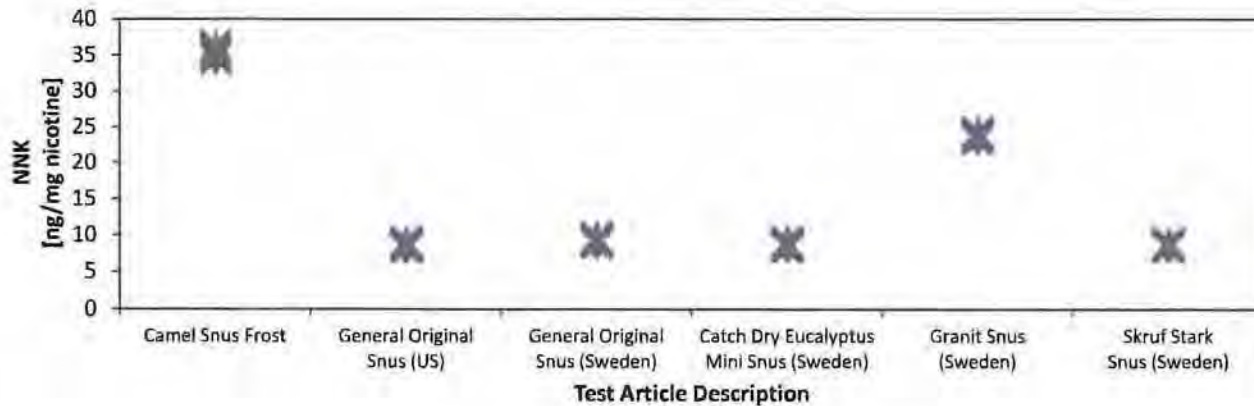 40
35
30
25
20
15
10
5
0
NNK
[ng/mg nicotine]
Camel Snus Frost
General Original
Snus (US)
General Original
Snus (Sweden)
Catch Dry Eucalyptus
Mini Snus (Sweden)
Granit Snus
(Sweden)
Skruf Stark
Snus (Sweden)
Test Article Description